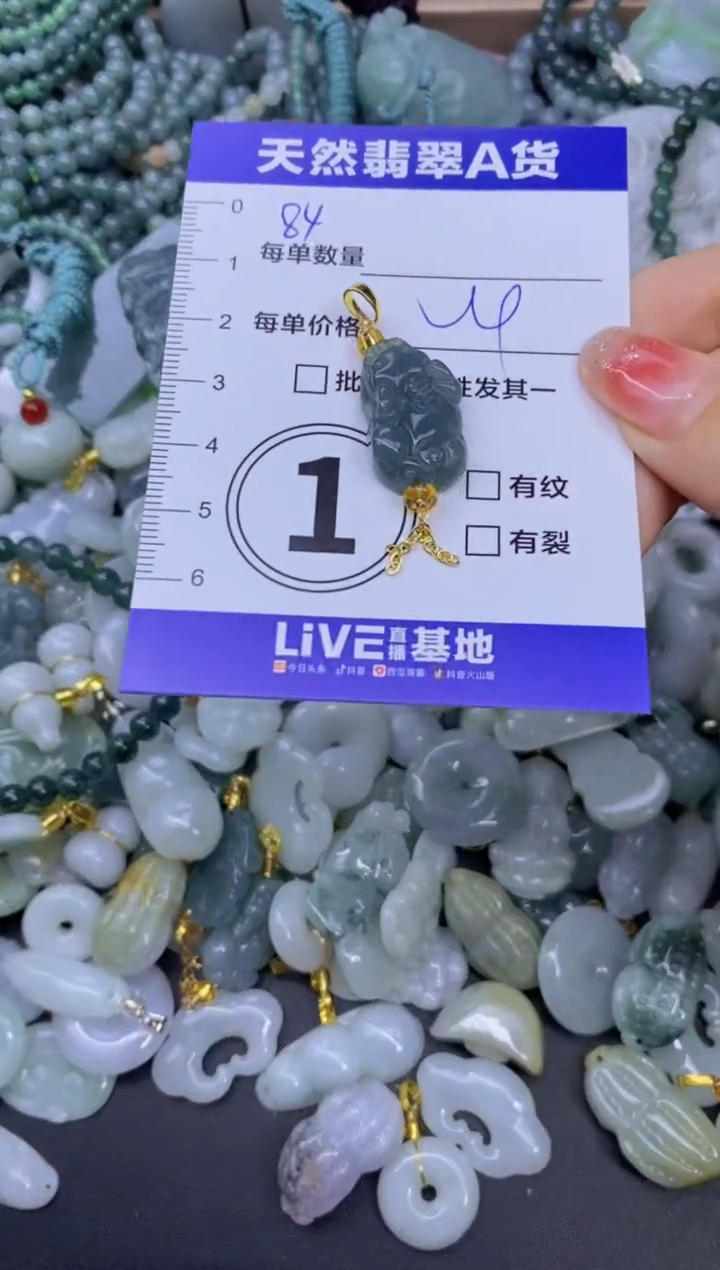 天然翡翠A货
0
84
1
每单数量
2
每单价格
3
批
性发其一
4
1
有纹
5
有裂
6
LiVE直播基地
今日头条 抖音 西瓜视频 抖音火山版